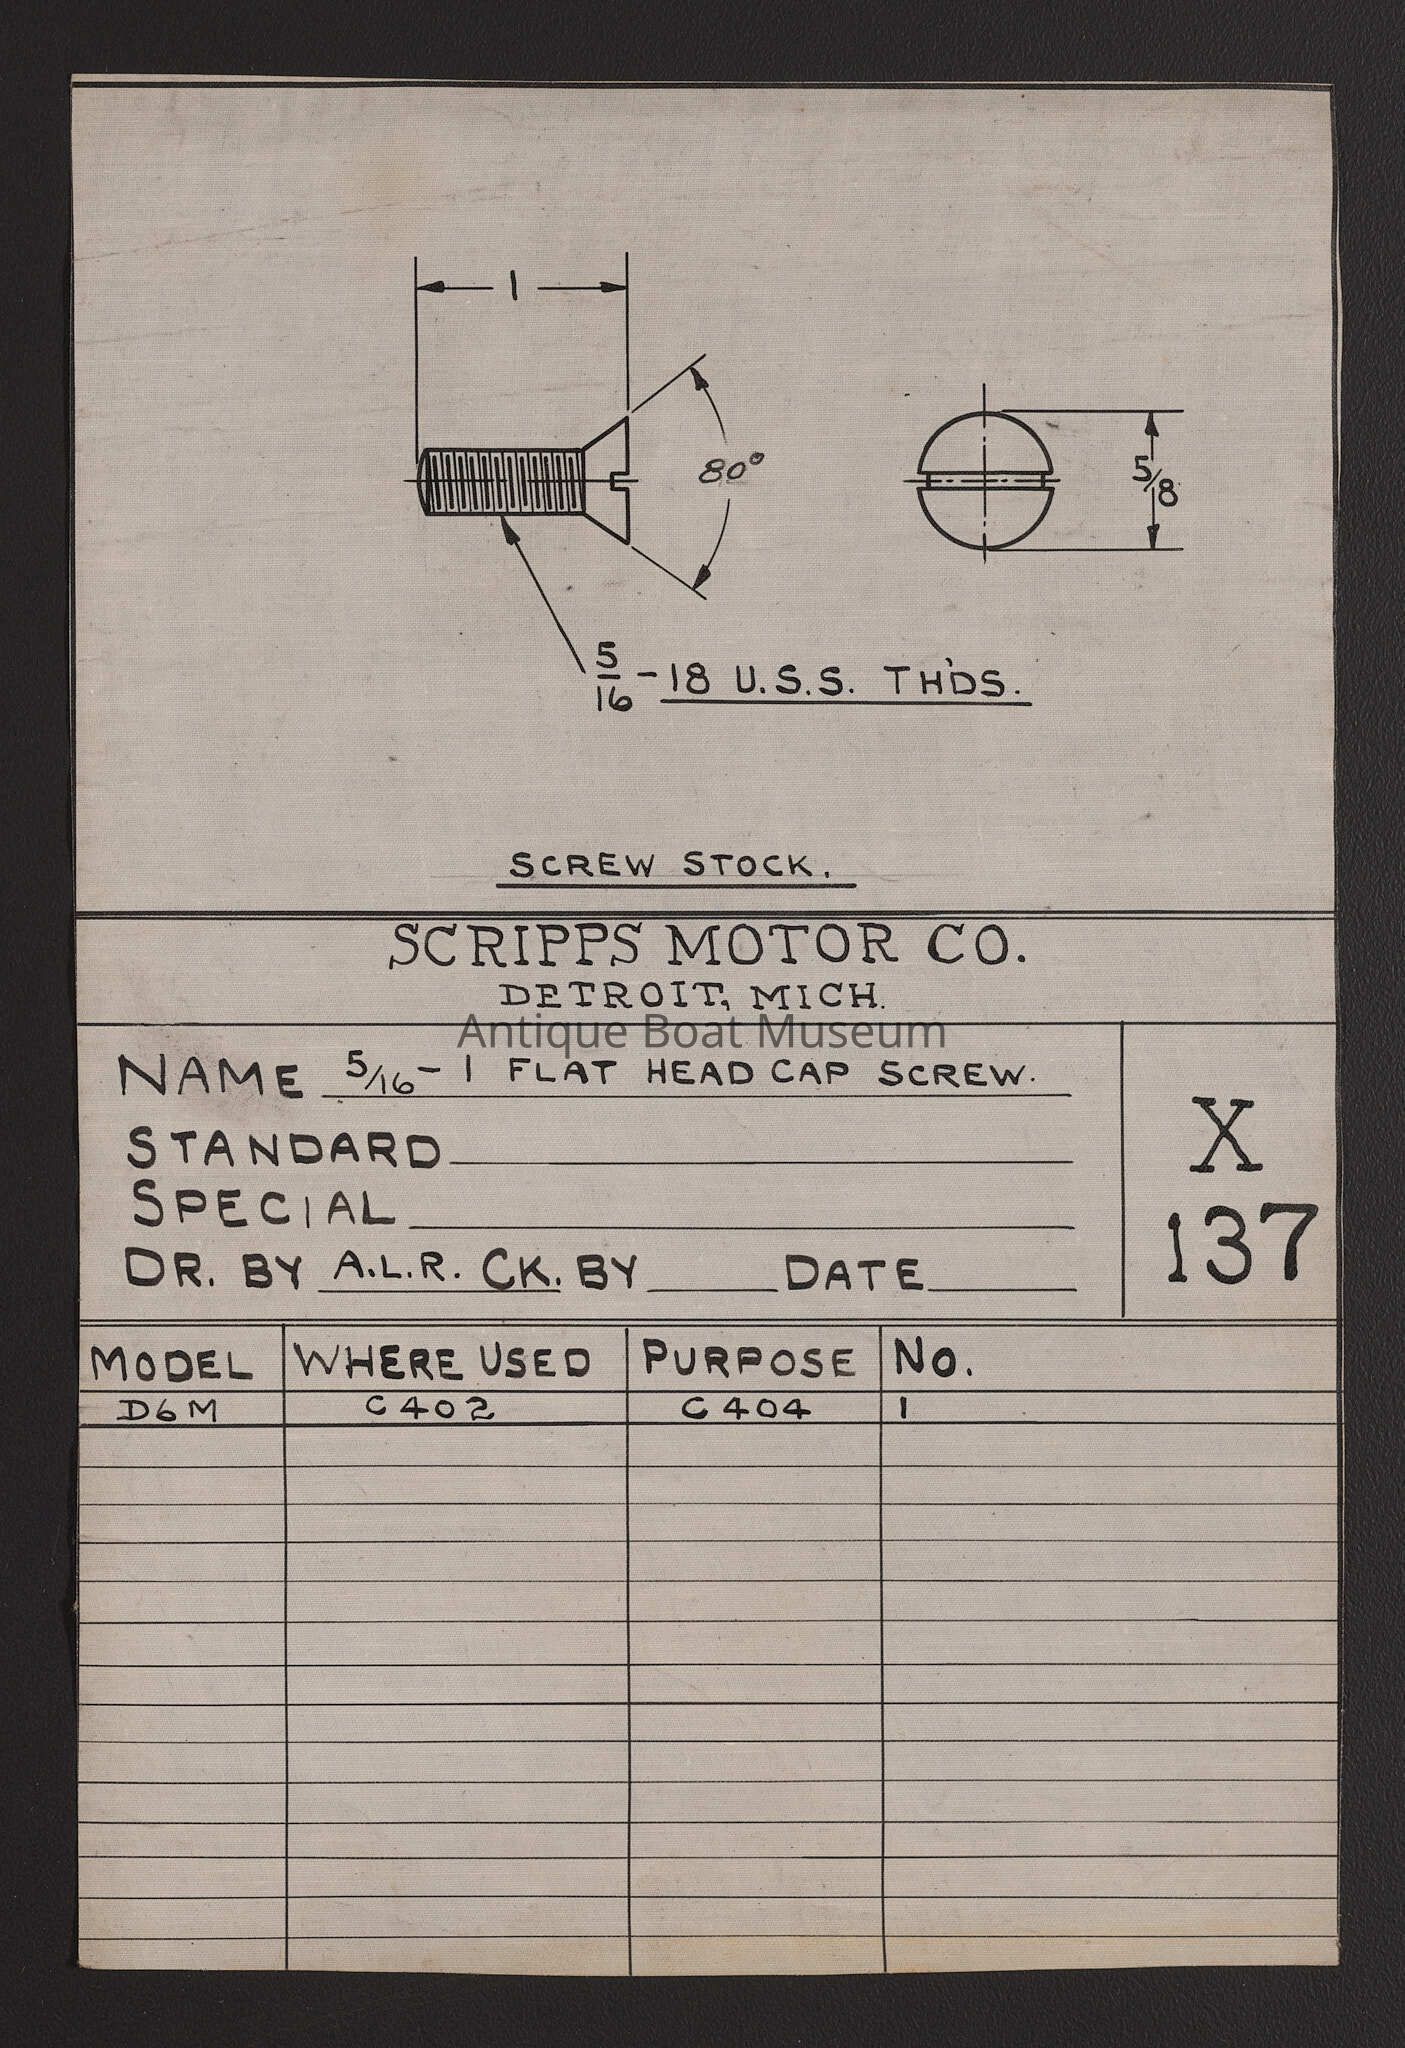 1
80°
5/8
5/16 - 18 U.S.S. TH'DS.
SCREW STOCK.
SCRIPPS MOTOR CO.
DETROIT, MICH.
Antique Boat Museum
NAME 5/16 - 1 FLAT HEAD CAP SCREW.
STANDARD
SPECIAL
DR. BY A.L.R. CK. BY DATE
X
137
MODEL WHERE USED PURPOSE NO.
D6M C402 C404 1